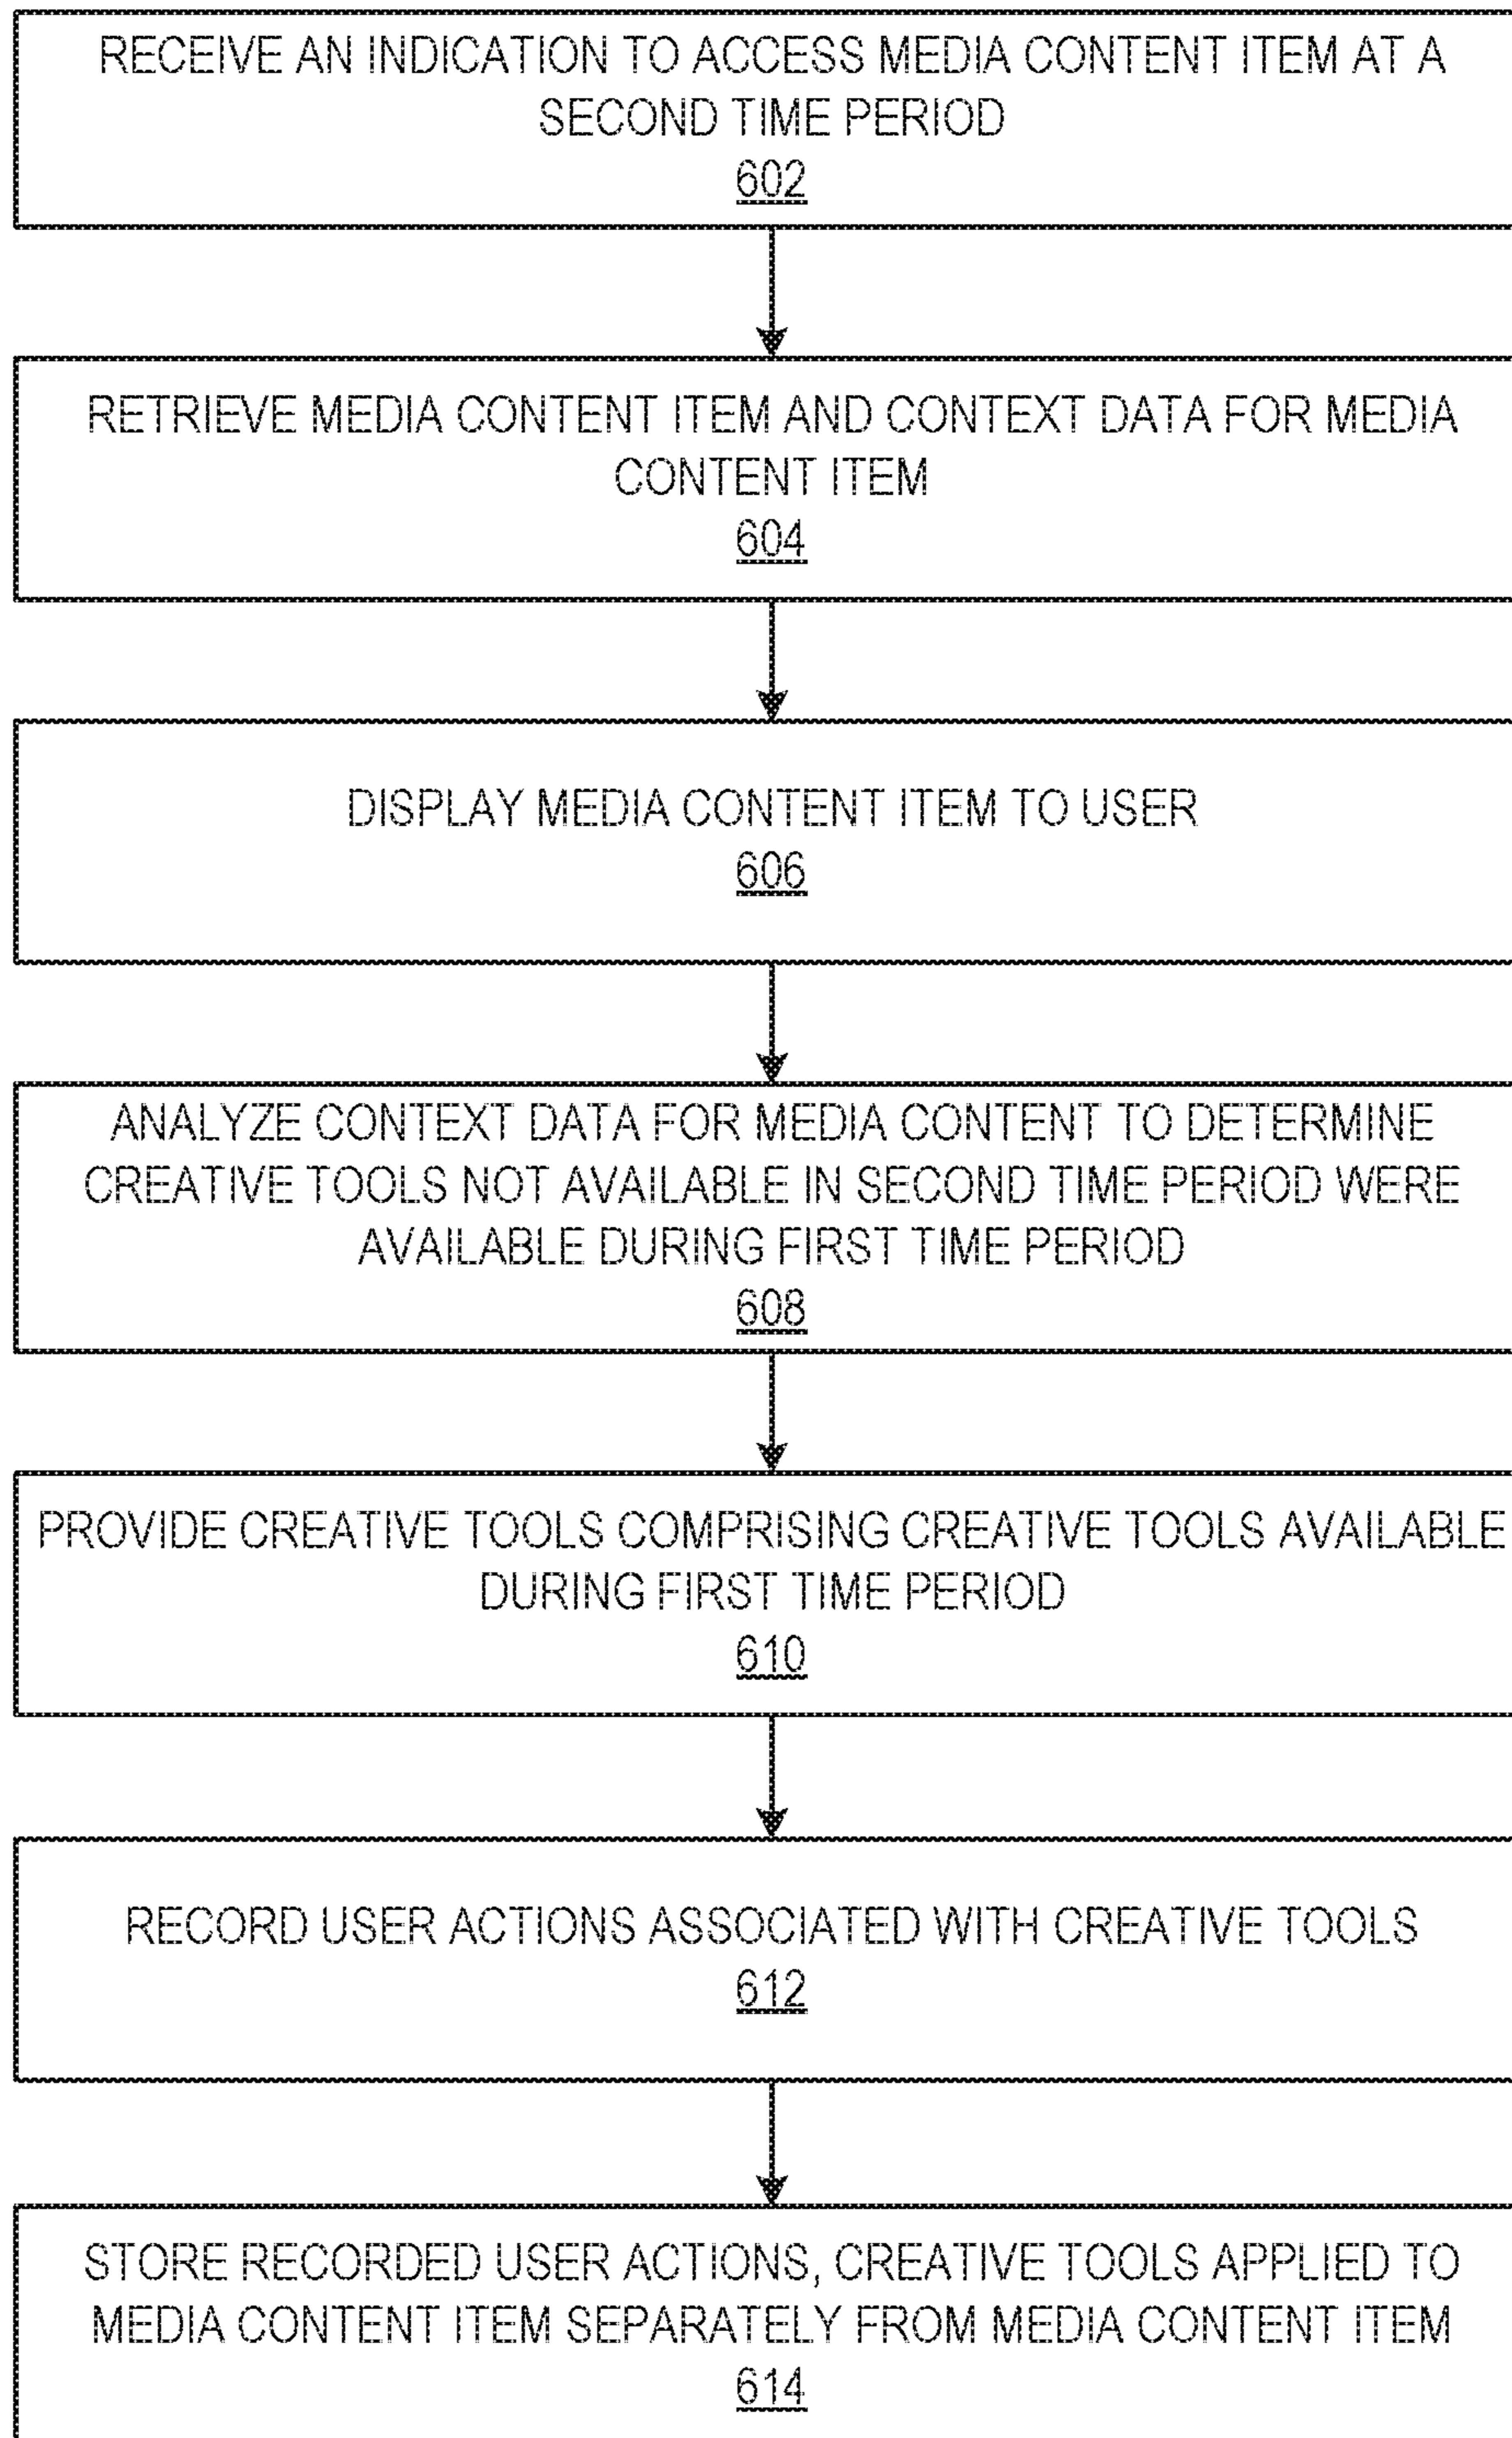 RECEIVE AN INDICATION TO ACCESS MEDIA CONTENT ITEM AT A
SECOND TIME PERIOD
602
RETRIEVE MEDIA CONTENT ITEM AND CONTEXT DATA FOR MEDIA
CONTENT ITEM
604
DISPLAY MEDIA CONTENT ITEM TO USER
606
ANALYZE CONTEXT DATA FOR MEDIA CONTENT TO DETERMINE
CREATIVE TOOLS NOT AVAILABLE IN SECOND TIME PERIOD WERE
AVAILABLE DURING FIRST TIME PERIOD
608
PROVIDE CREATIVE TOOLS COMPRISING CREATIVE TOOLS AVAILABLE
DURING FIRST TIME PERIOD
610
RECORD USER ACTIONS ASSOCIATED WITH CREATIVE TOOLS
612
STORE RECORDED USER ACTIONS, CREATIVE TOOLS APPLIED TO
MEDIA CONTENT ITEM SEPARATELY FROM MEDIA CONTENT ITEM
614